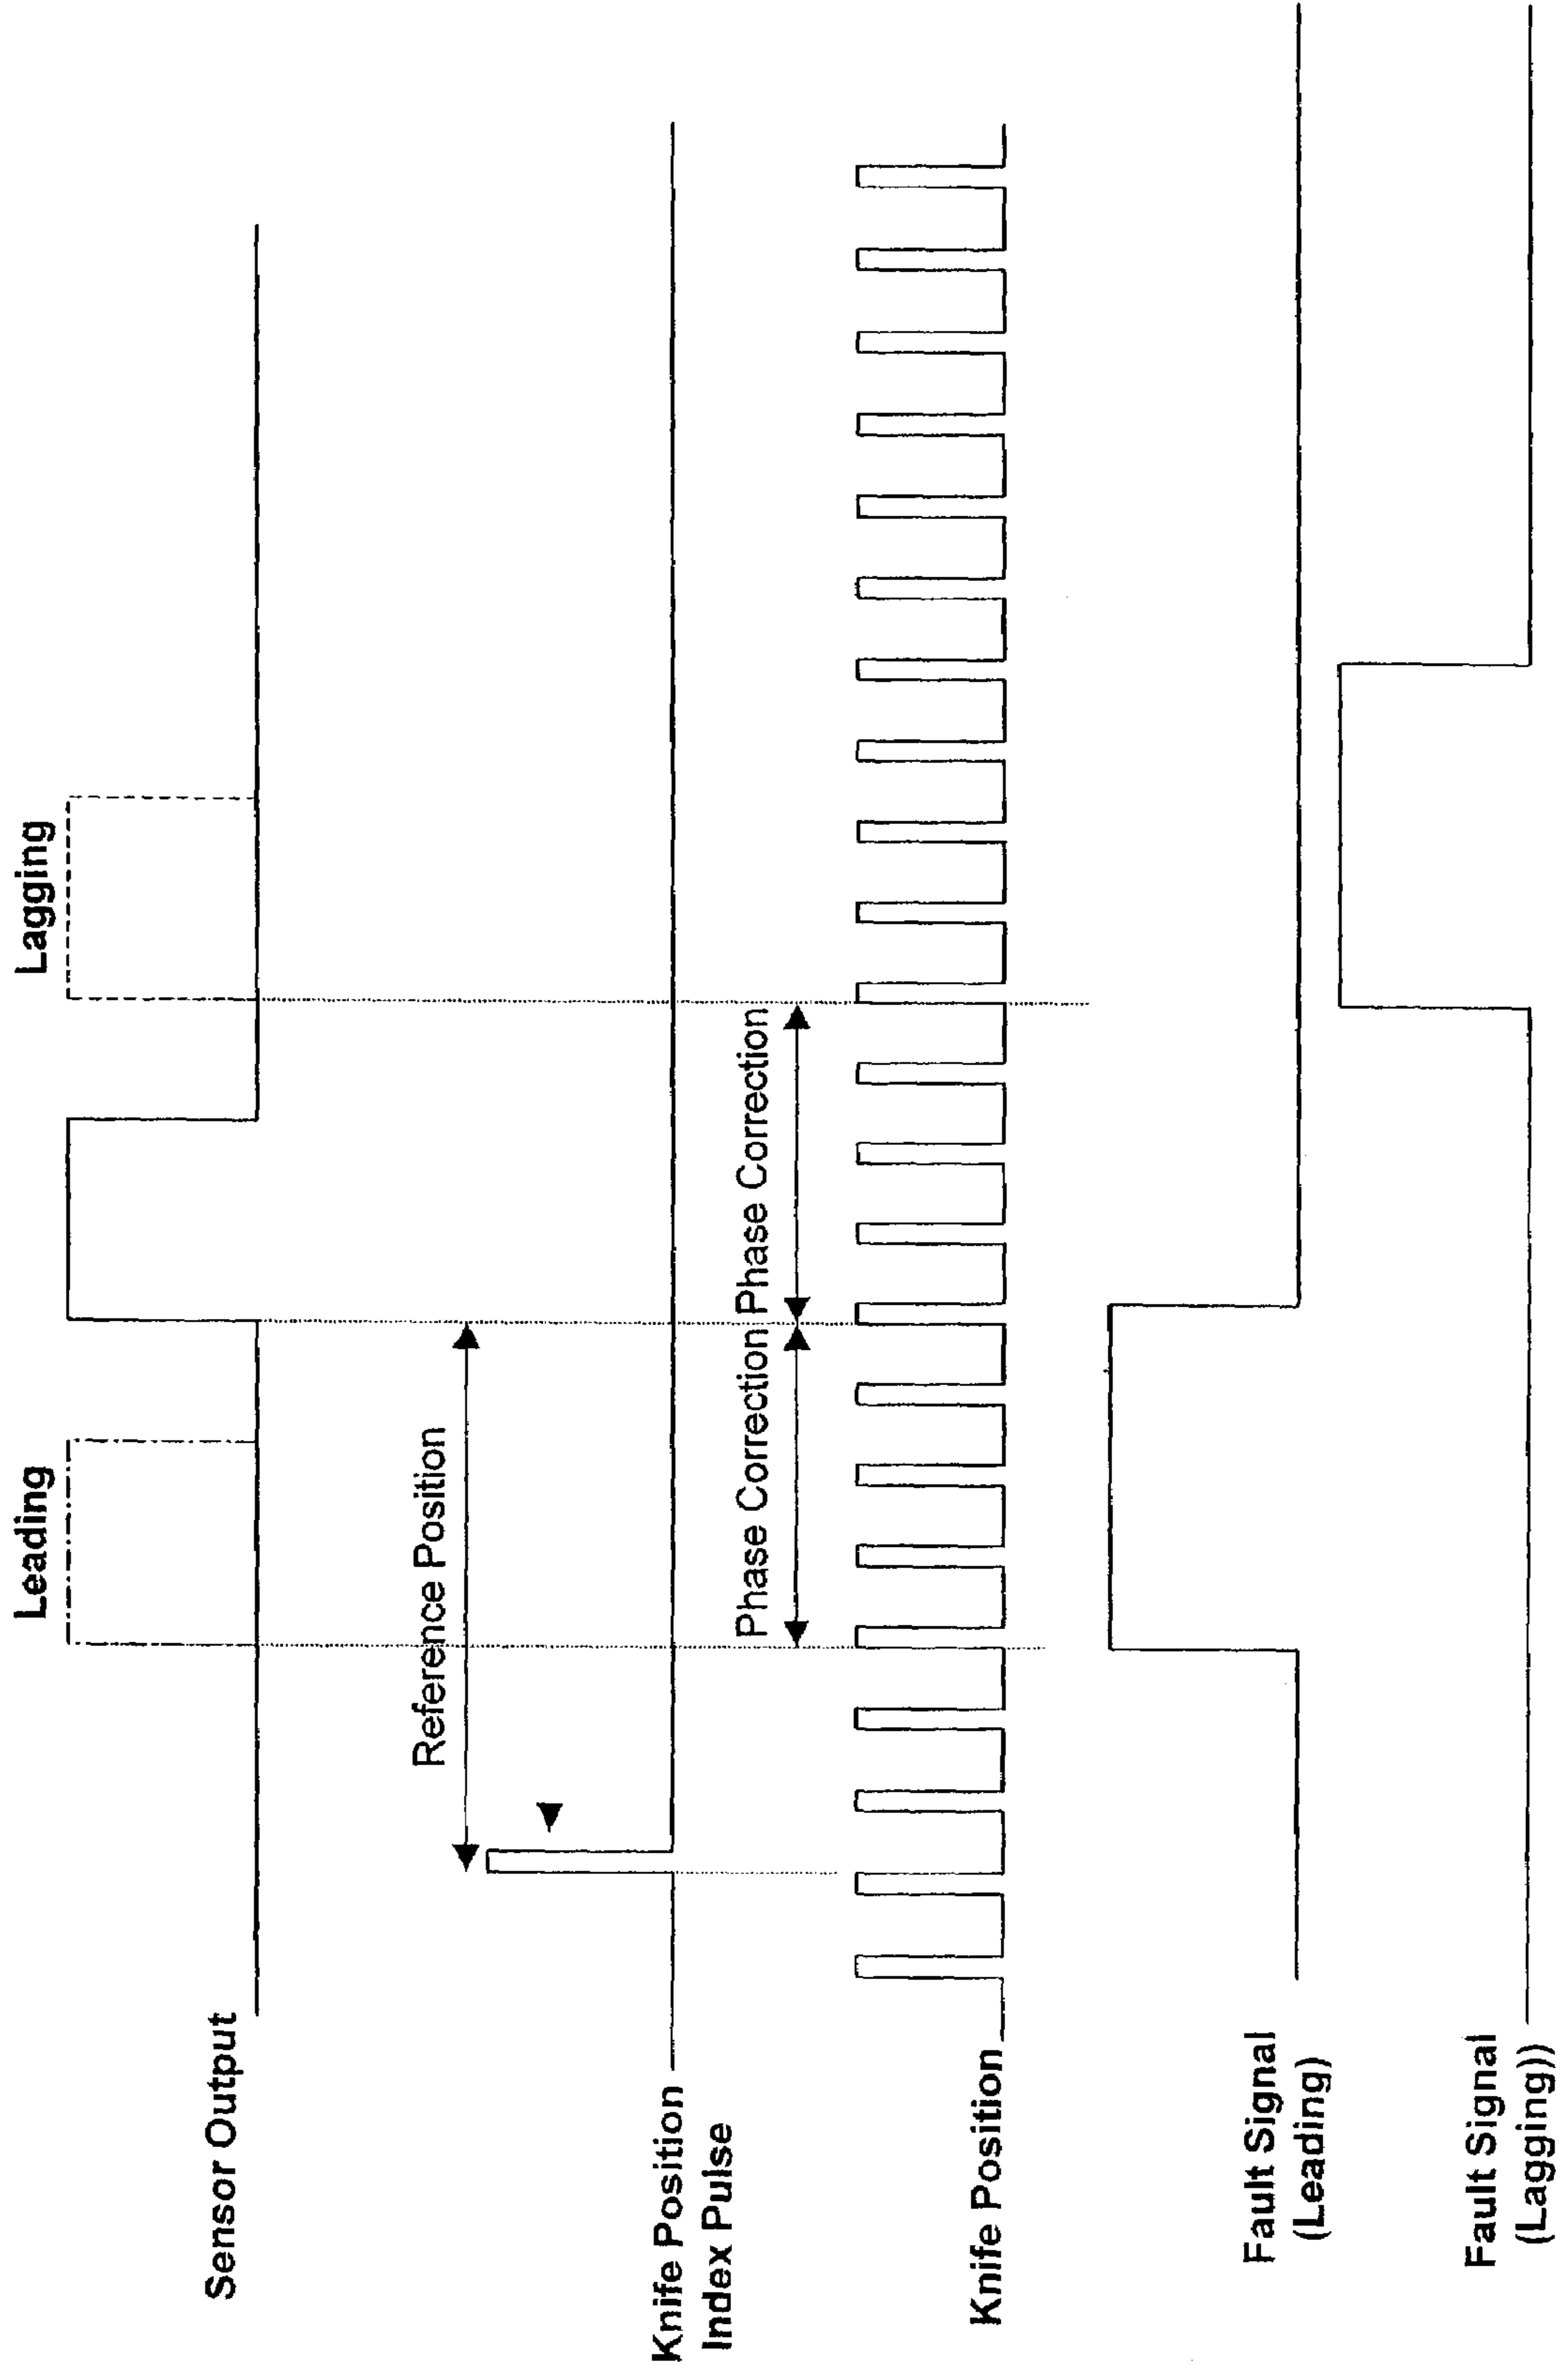 Leading
Lagging
Sensor Output
Reference Position
Knife Position
Index Pulse
Phase Correction
Phase Correction
Knife Position
Fault Signal
(Leading)
Fault Signal
(Lagging))